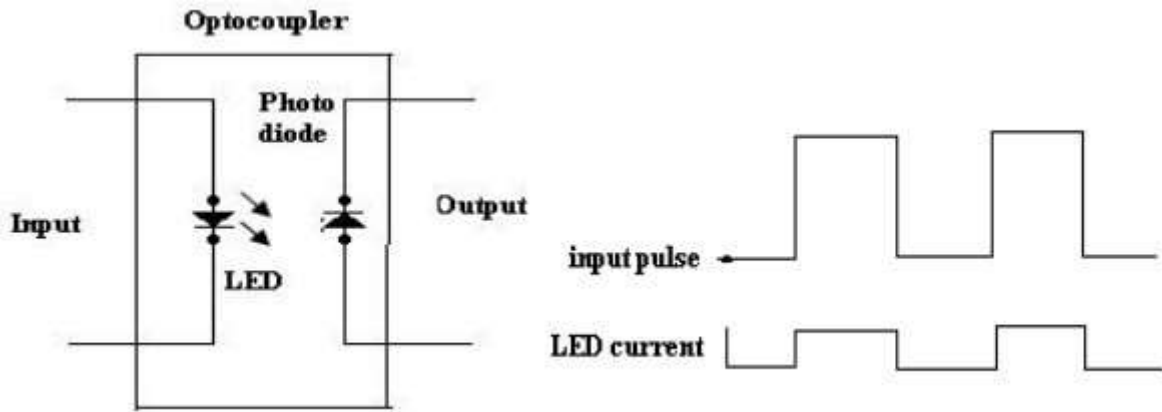 Optocoupler
Photo
diode
Input
Output
LED
input pulse
LED current